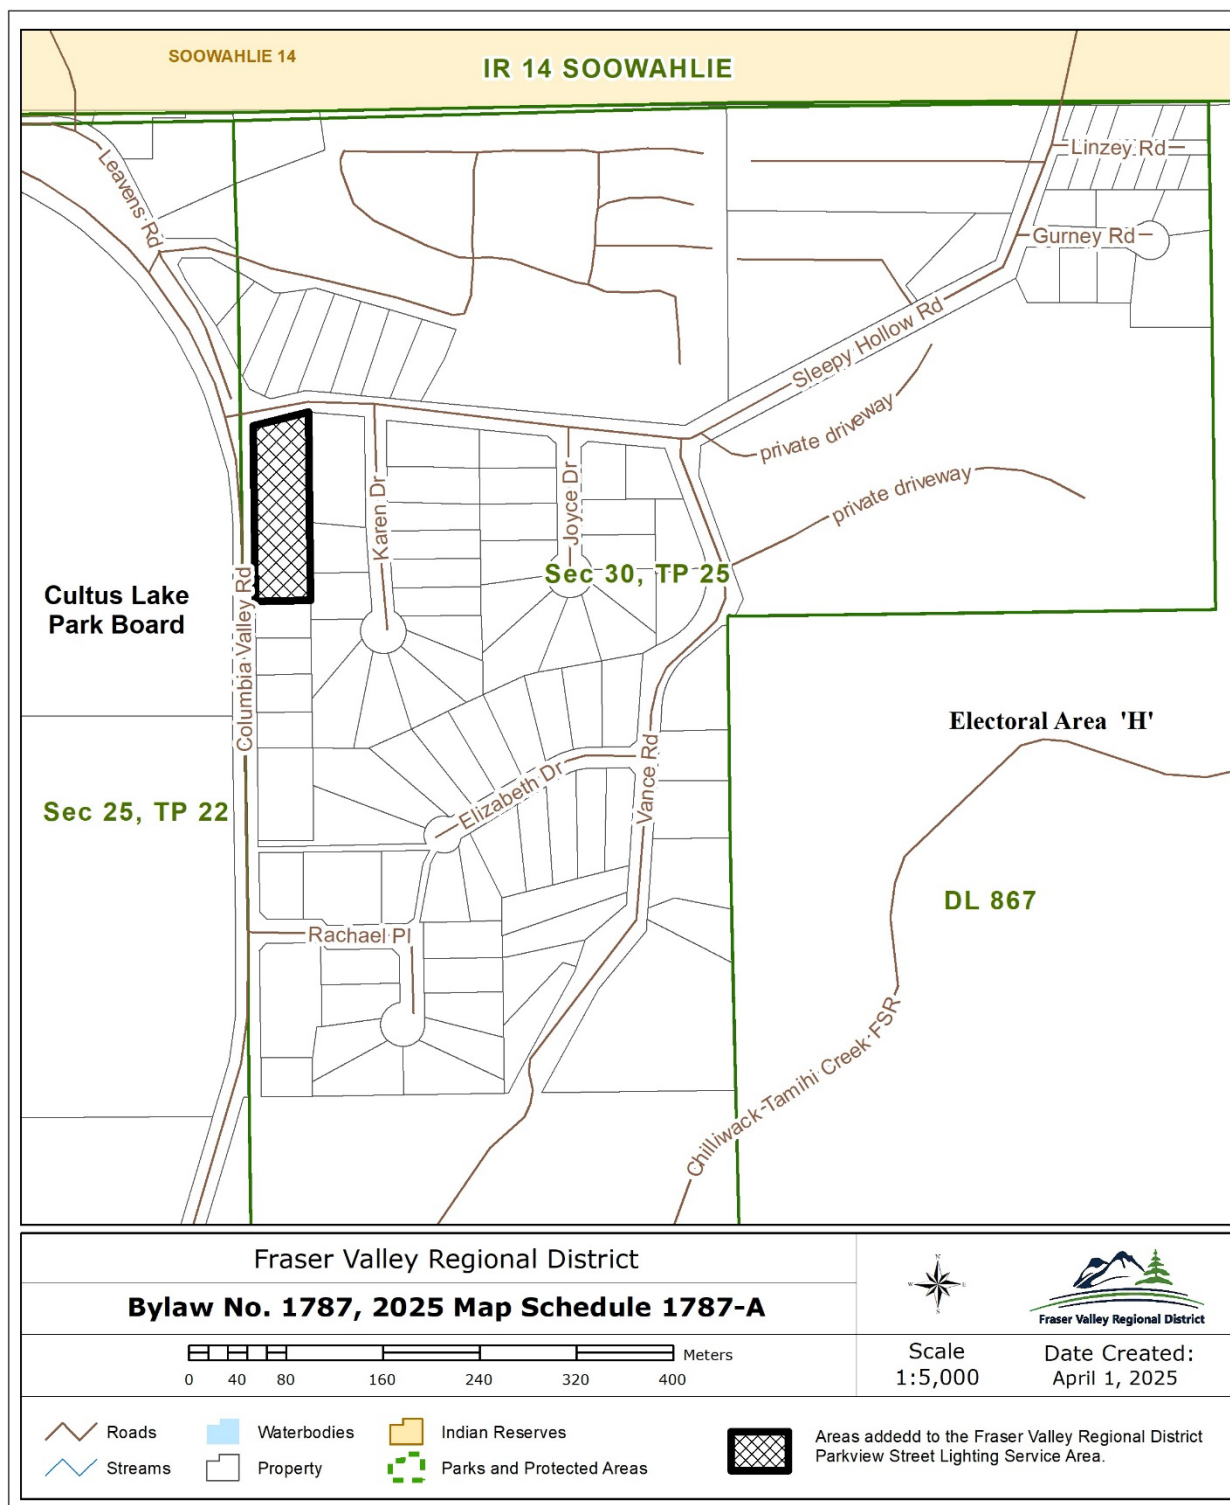 SOOWAHLIE 14
IR 14 SOOWAHLIE
Linzey Rd
Leavens Rd
Gurney Rd
Sleepy Hollow Rd
private driveway
private driveway
Karen Dr
Joyce Dr
Sec 30, TP 25
Cultus Lake
Park Board
Columbia Valley Rd
Electoral Area 'H'
Vance Rd
Elizabeth Dr
Sec 25, TP 22
DL 867
Rachael Pl
Chilliwack-Tamihi Creek FSR
Fraser Valley Regional District
Bylaw No. 1787, 2025 Map Schedule 1787-A
N
W E
S
Fraser Valley Regional District
Meters
0 40 80 160 240 320 400
Scale
1:5,000
Date Created:
April 1, 2025
Roads
Waterbodies
Indian Reserves
Streams
Property
Parks and Protected Areas
Areas addedd to the Fraser Valley Regional District
Parkview Street Lighting Service Area.